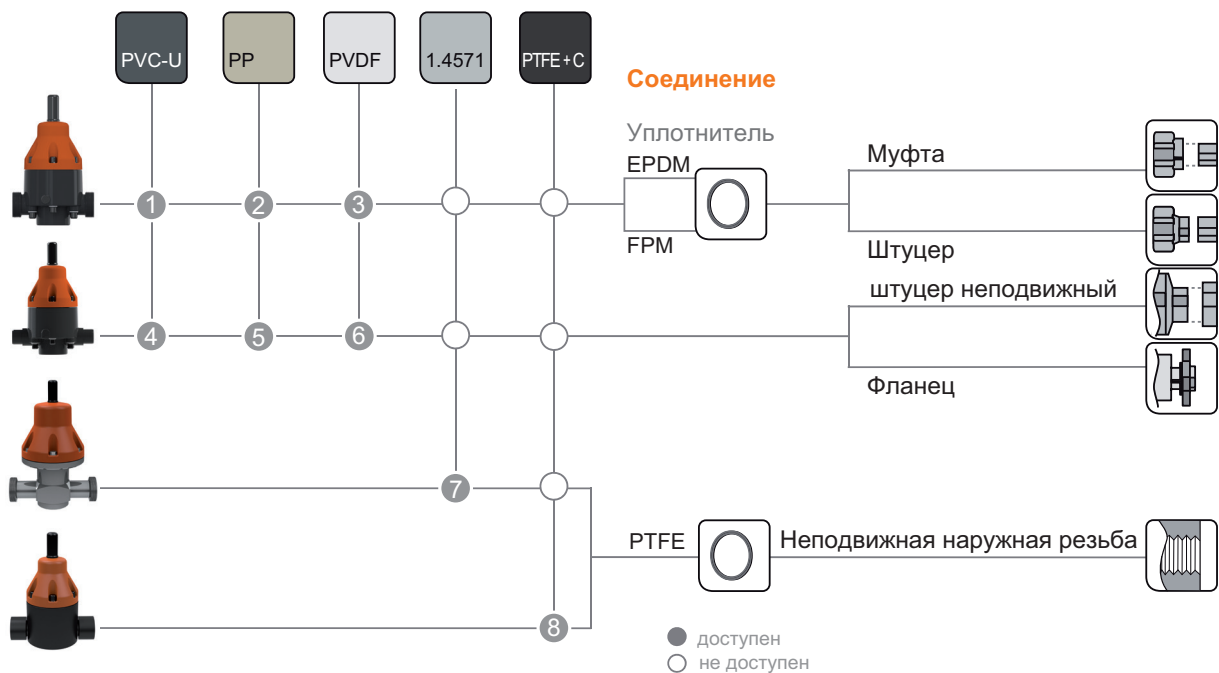 PVC-U
PP
PVDF
1.4571
PTFE+C
Соединение
Уплотнитель
EPDM
FPM
Муфта
Штуцер
штуцер неподвижный
Фланец
1
2
3
4
5
6
7
8
PTFE
Неподвижная наружная резьба
доступен
не доступен